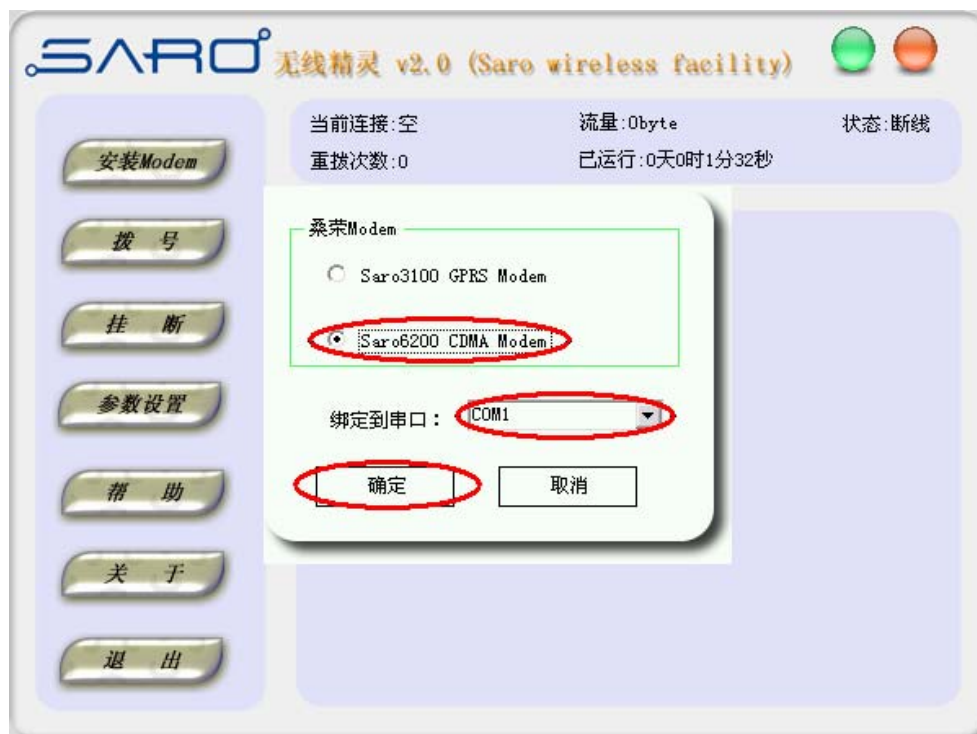 SARO 无线精灵 v2.0 (Saro wireless facility)
当前连接:空 流量:0byte 状态:断线
重拨次数:0 已运行:0天0时1分32秒
安装Modem
拨 号
挂 断
参数设置
帮 助
关 于
退 出
桑荣Modem
Saro3100 GPRS Modem
Saro6200 CDMA Modem
绑定到串口: COM1
确定 取消